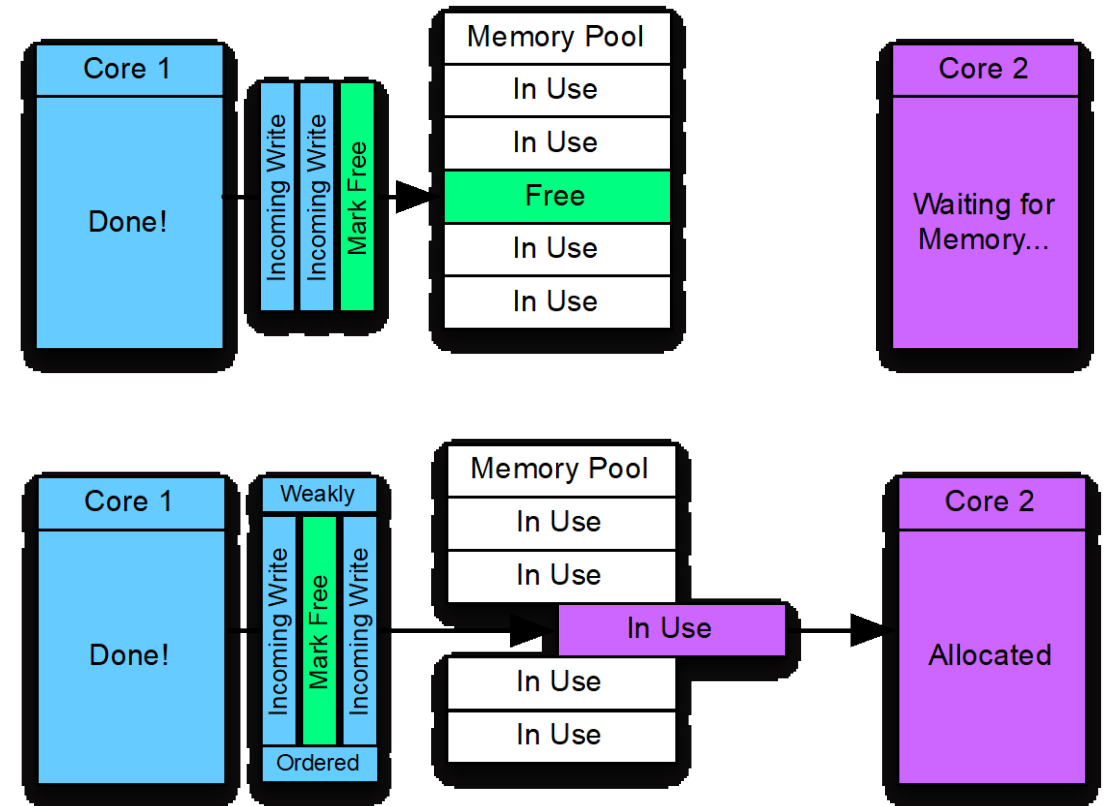 Core 1
Done!
Incoming Write
Incoming Write
Mark Free
Memory Pool
In Use
In Use
Free
In Use
In Use
Core 2
Waiting for
Memory...
Core 1
Done!
Weakly
Incoming Write
Mark Free
Incoming Write
Ordered
Memory Pool
In Use
In Use
In Use
In Use
In Use
Core 2
Allocated